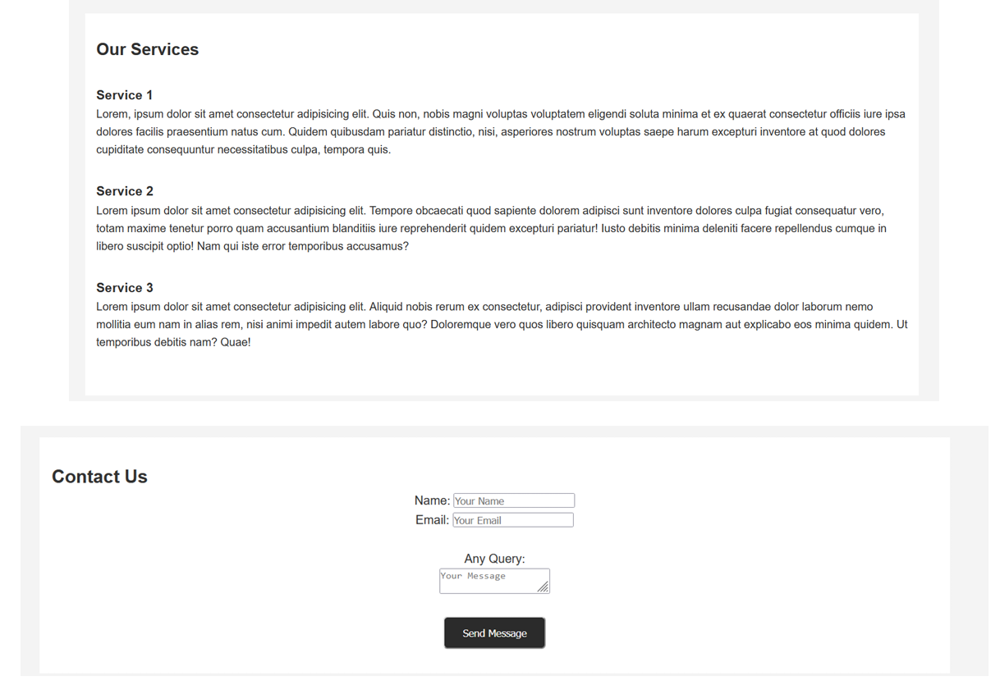 Our Services
Service 1
Lorem, ipsum dolor sit amet consectetur adipisicing elit. Quis non, nobis magni voluptas voluptatem eligendi soluta minima et ex quaerat consectetur officiis iure ipsa
dolores facilis praesentium natus cum. Quidem quibusdam pariatur distinctio, nisi, asperiores nostrum voluptas saepe harum excepturi inventore at quod dolores
cupiditate consequuntur necessitatibus culpa, tempora quis.
Service 2
Lorem ipsum dolor sit amet consectetur adipisicing elit. Tempore obcaecati quod sapiente dolorem adipisci sunt inventore dolores culpa fugiat consequatur vero,
totam maxime tenetur porro quam accusantium blanditiis iure reprehenderit quidem excepturi pariatur! Iusto debitis minima deleniti facere repellendus cumque in
libero suscipit optio! Nam qui iste error temporibus accusamus?
Service 3
Lorem ipsum dolor sit amet consectetur adipisicing elit. Aliquid nobis rerum ex consectetur, adipisci provident inventore ullam recusandae dolor laborum nemo
mollitia eum nam in alias rem, nisi animi impedit autem labore quo? Doloremque vero quos libero quisquam architecto magnam aut explicabo eos minima quidem. Ut
temporibus debitis nam? Quae!
Contact Us
Name: Your Name
Email: Your Email
Any Query:
Your Message
Send Message